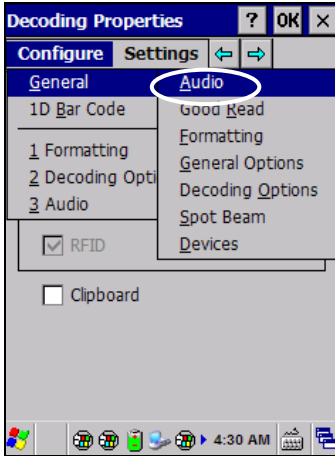 Decoding Properties ? OK ×
Configure Settings
General Audio
1D Bar Code Good Read
Formatting
1 Formatting General Options
2 Decoding Opti Decoding Options
3 Audio Spot Beam
RFID Devices
Clipboard
4:30 AM